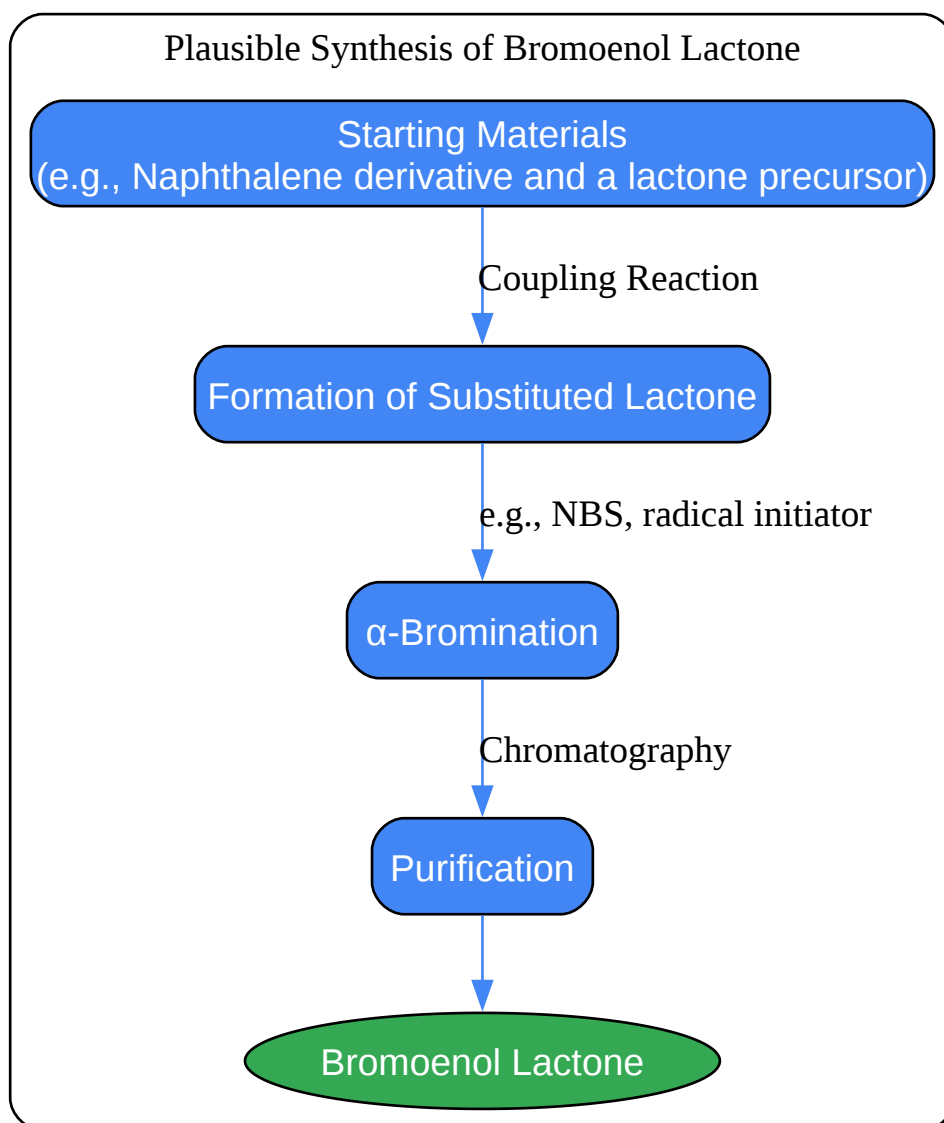 Plausible Synthesis of Bromoenol Lactone
Starting Materials
(e.g., Naphthalene derivative and a lactone precursor)
Coupling Reaction
Formation of Substituted Lactone
e.g., NBS, radical initiator
α-Bromination
Chromatography
Purification
Bromoenol Lactone